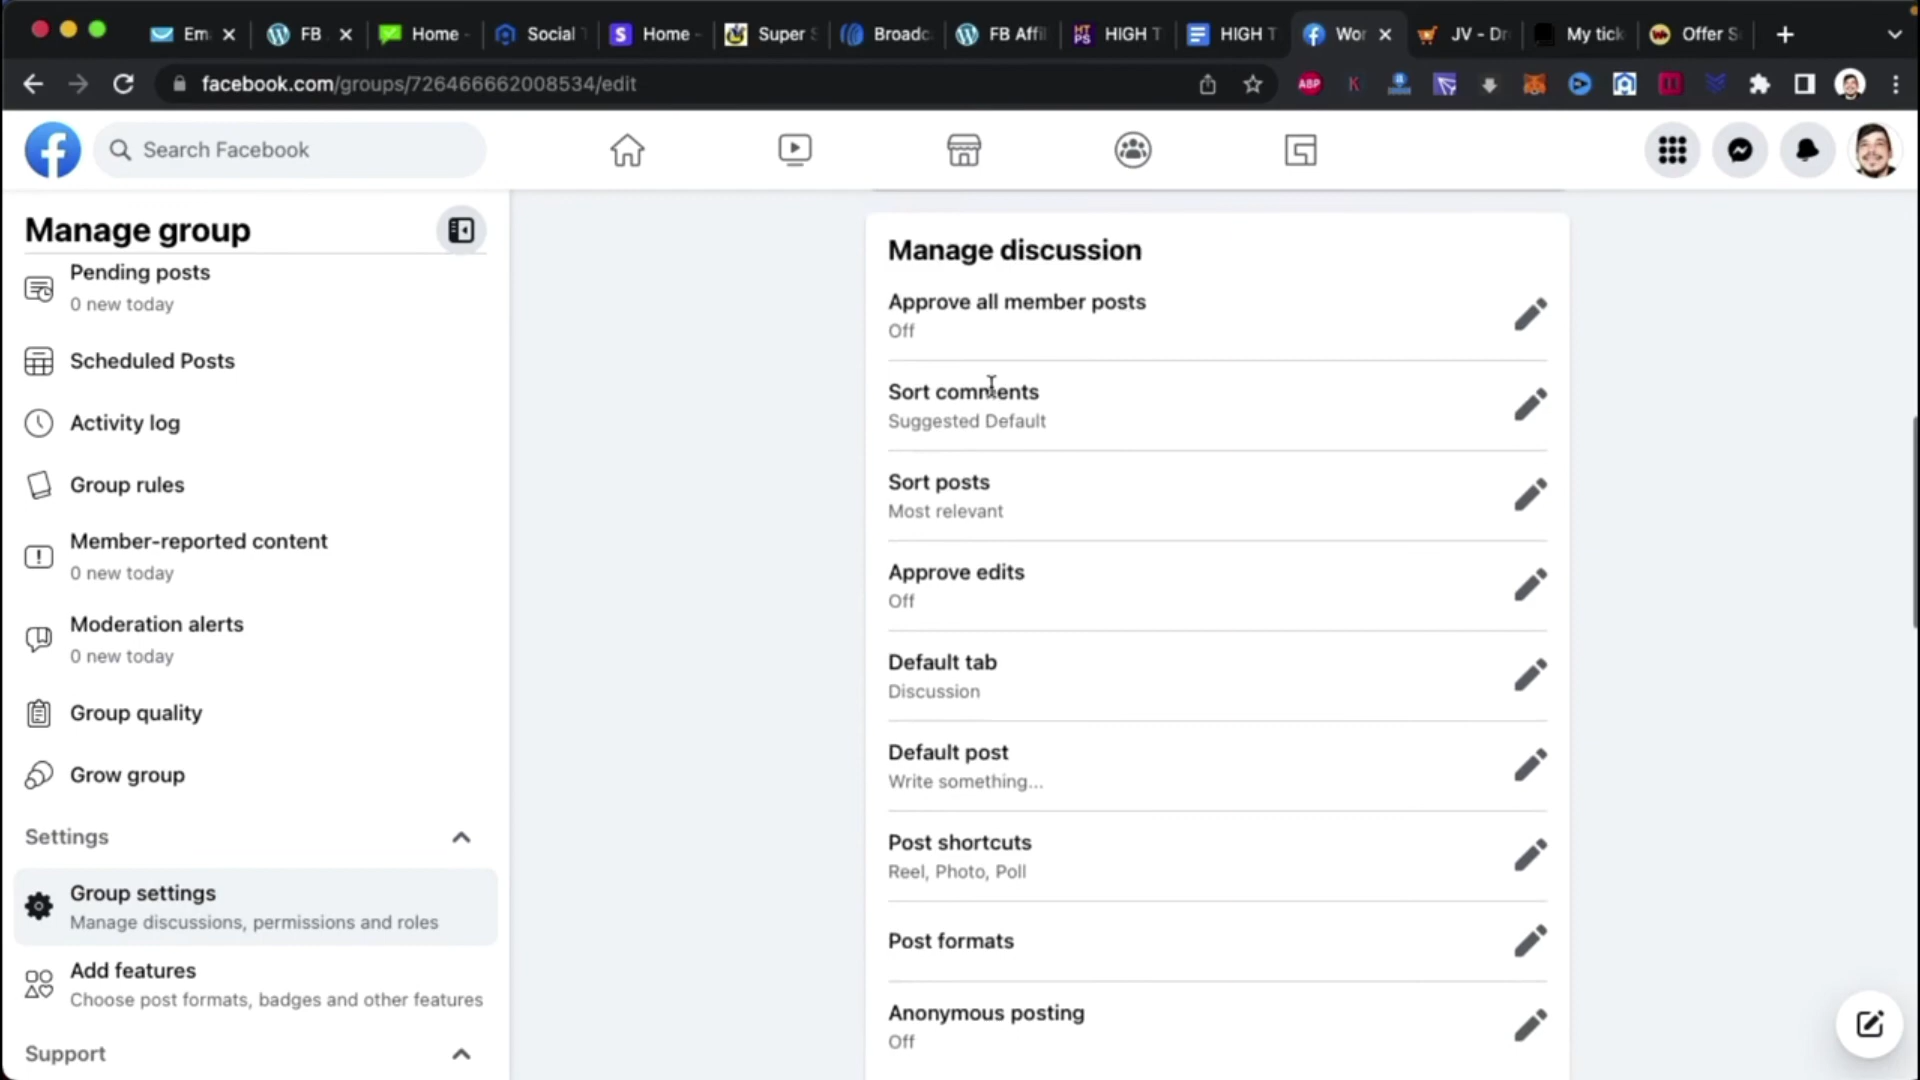 Em
FB
Home
Social
Home
Super
Broadc
FB Affi
HIGH T
HIGH T
Wor
JV - Dr
My tick
Offer S
facebook.com/groups/726466662008534/edit
ABP
K
Search Facebook
Manage group
Pending posts
0 new today
Scheduled Posts
Activity log
Group rules
Member-reported content
0 new today
Moderation alerts
0 new today
Group quality
Grow group
Settings
Group settings
Manage discussions, permissions and roles
Add features
Choose post formats, badges and other features
Support
Manage discussion
Approve all member posts
Off
Sort comments
Suggested Default
Sort posts
Most relevant
Approve edits
Off
Default tab
Discussion
Default post
Write something...
Post shortcuts
Reel, Photo, Poll
Post formats
Anonymous posting
Off